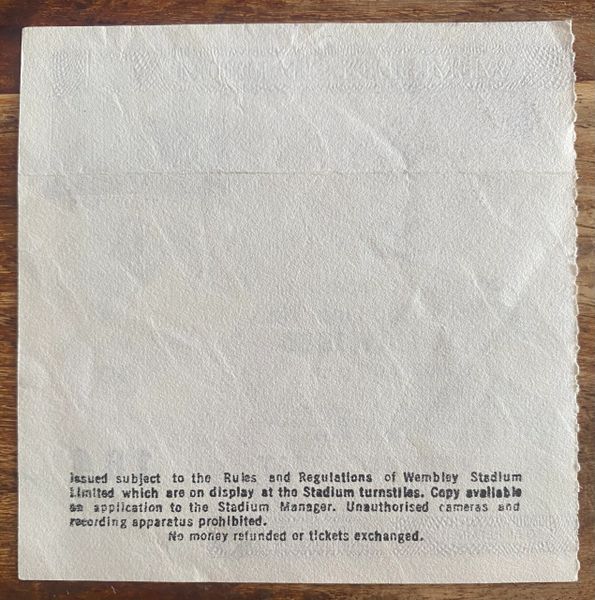 Issued subject to the Rules and Regulations of Wembley Stadium
Limited which are on display at the Stadium turnstiles. Copy available
on application to the Stadium Manager. Unauthorised cameras and
recording apparatus prohibited.
No money refunded or tickets exchanged.